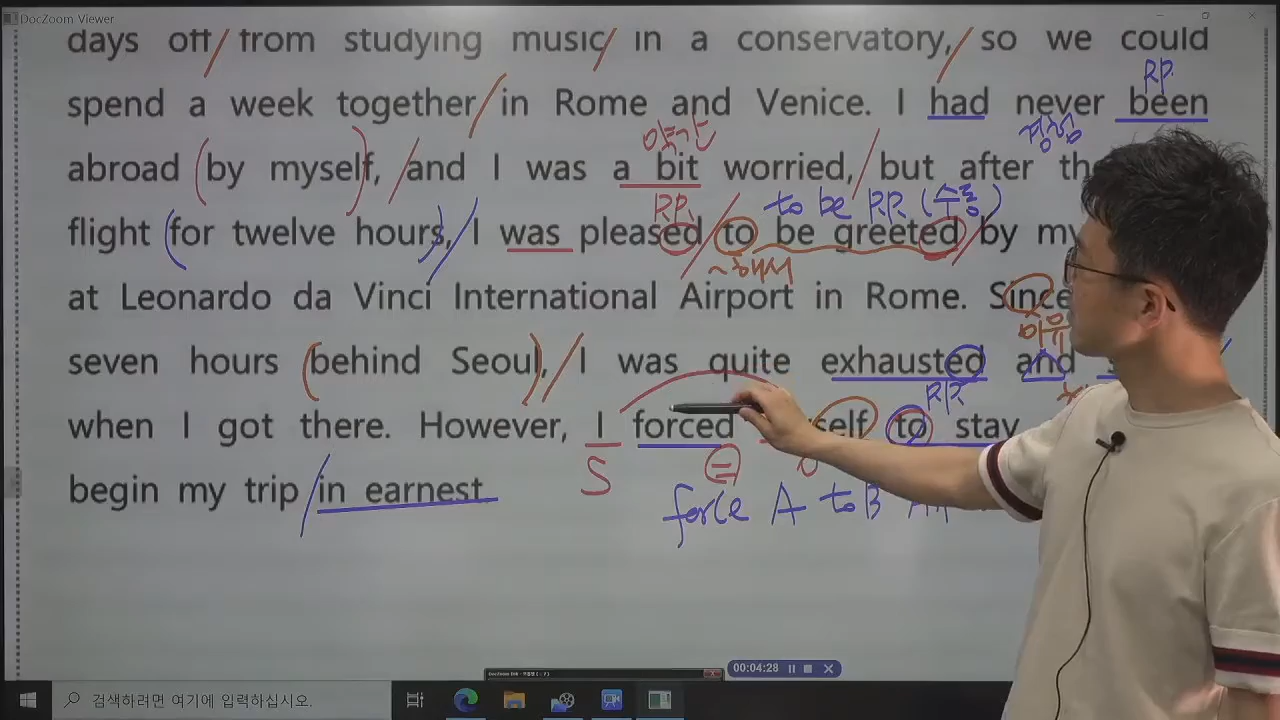 DocZoom Viewer
days off from studying music in a conservatory, so we could
RP.
spend a week together in Rome and Venice. I had never been
약간 경험
abroad (by myself), and I was a bit worried, but after the
RP. to be RP. (수동)
flight (for twelve hours), I was pleased to be greeted by my
~해서
at Leonardo da Vinci International Airport in Rome. Since
이유
seven hours (behind Seoul), I was quite exhausted and
RP
when I got there. However, I forced self to stay
S = O
begin my trip in earnest
force A to B
00:04:28
검색하려면 여기에 입력하십시오.